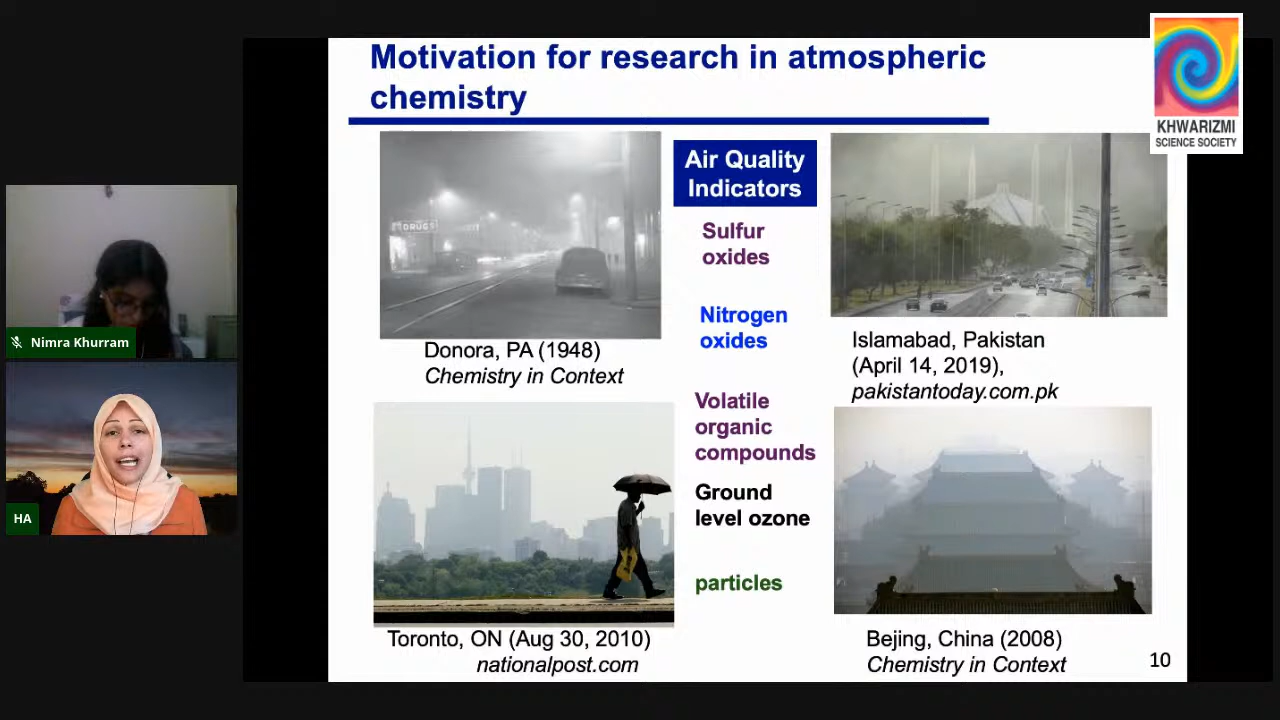 Motivation for research in atmospheric
chemistry
KHWARIZMI
SCIENCE SOCIETY
DRUGS
Donora, PA (1948)
Chemistry in Context
Air Quality
Indicators
Sulfur
oxides
Nitrogen
oxides
Volatile
organic
compounds
Ground
level ozone
particles
Islamabad, Pakistan
(April 14, 2019),
pakistantoday.com.pk
Toronto, ON (Aug 30, 2010)
nationalpost.com
Bejing, China (2008)
Chemistry in Context
10
Nimra Khurram
HA